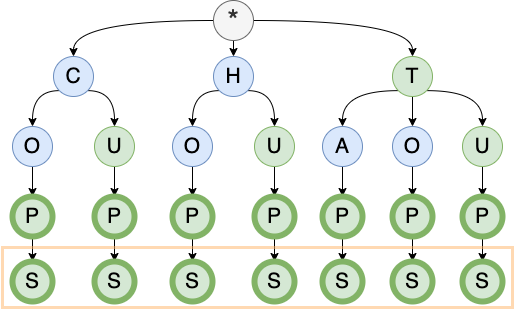 *
C H T
O U O U A O U
P P P P P P P
S S S S S S S